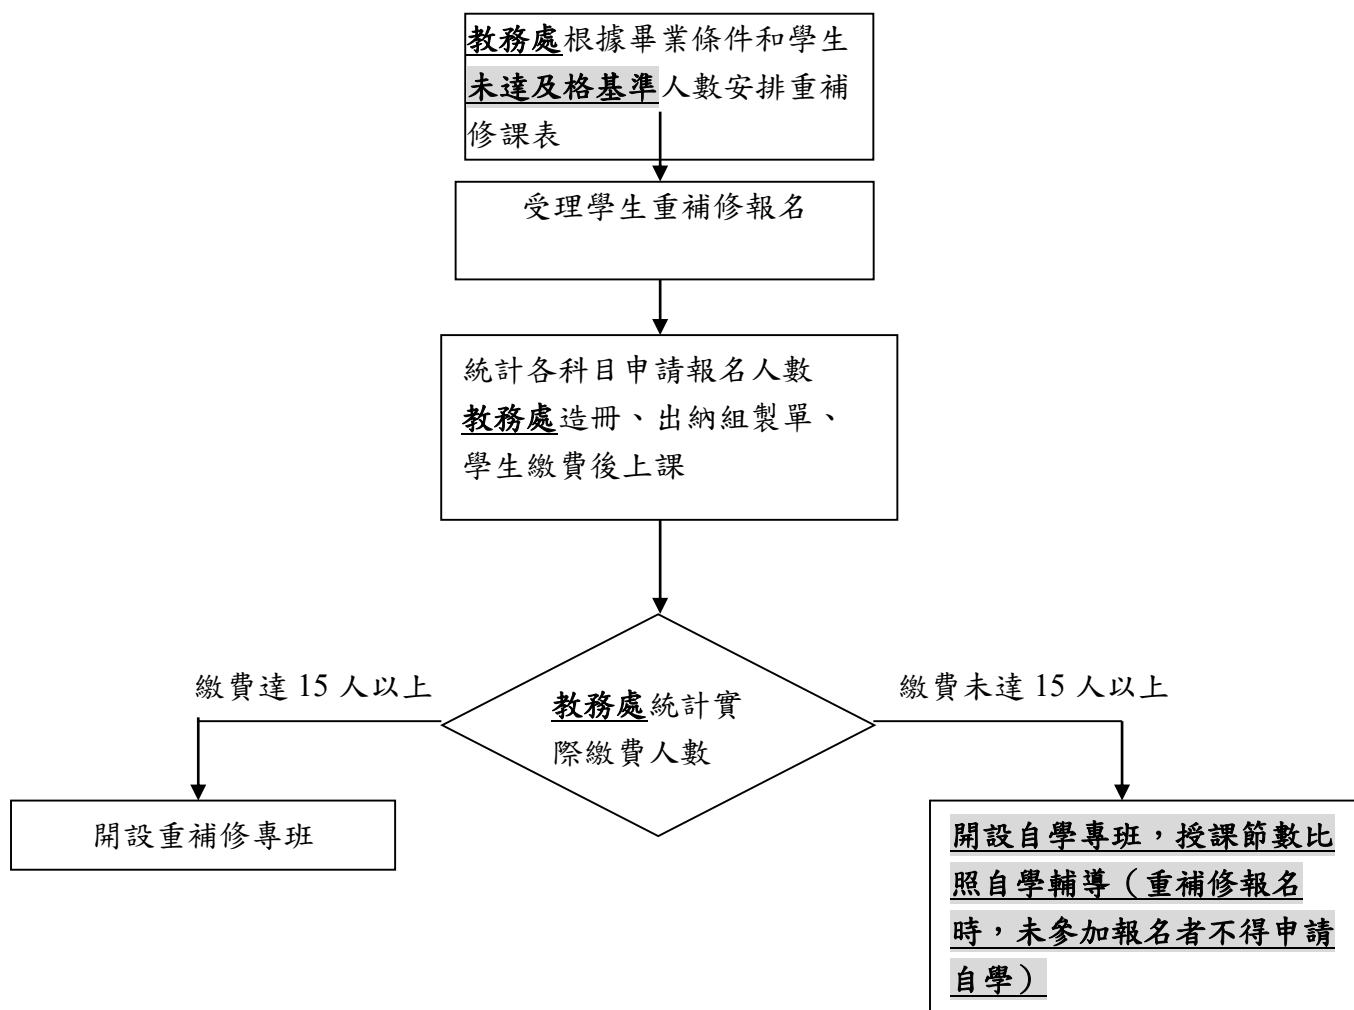 教務處根據畢業條件和學生
未達及格基準人數安排重補
修課表
受理學生重補修報名
統計各科目申請報名人數
教務處造冊、出納組製單、
學生繳費後上課
繳費達 15 人以上
教務處統計實
際繳費人數
繳費未達 15 人以上
開設重補修專班
開設自學專班，授課節數比
照自學輔導（重補修報名
時，未參加報名者不得申請
自學）